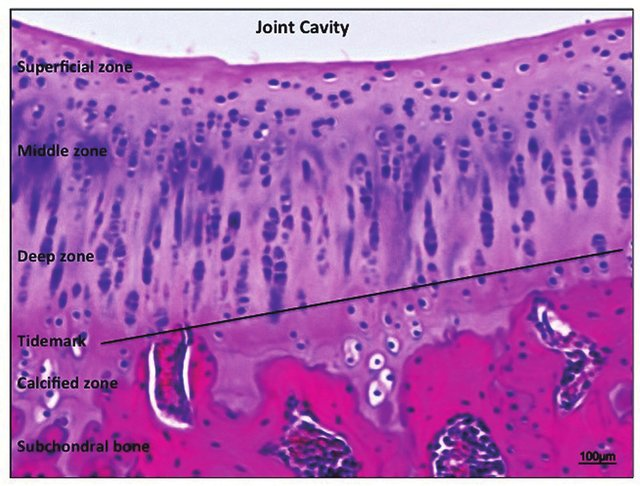 Joint Cavity
Superficial zone
Middle zone
Deep zone
Tidemark
Calcified zone
Subchondral bone
100μm